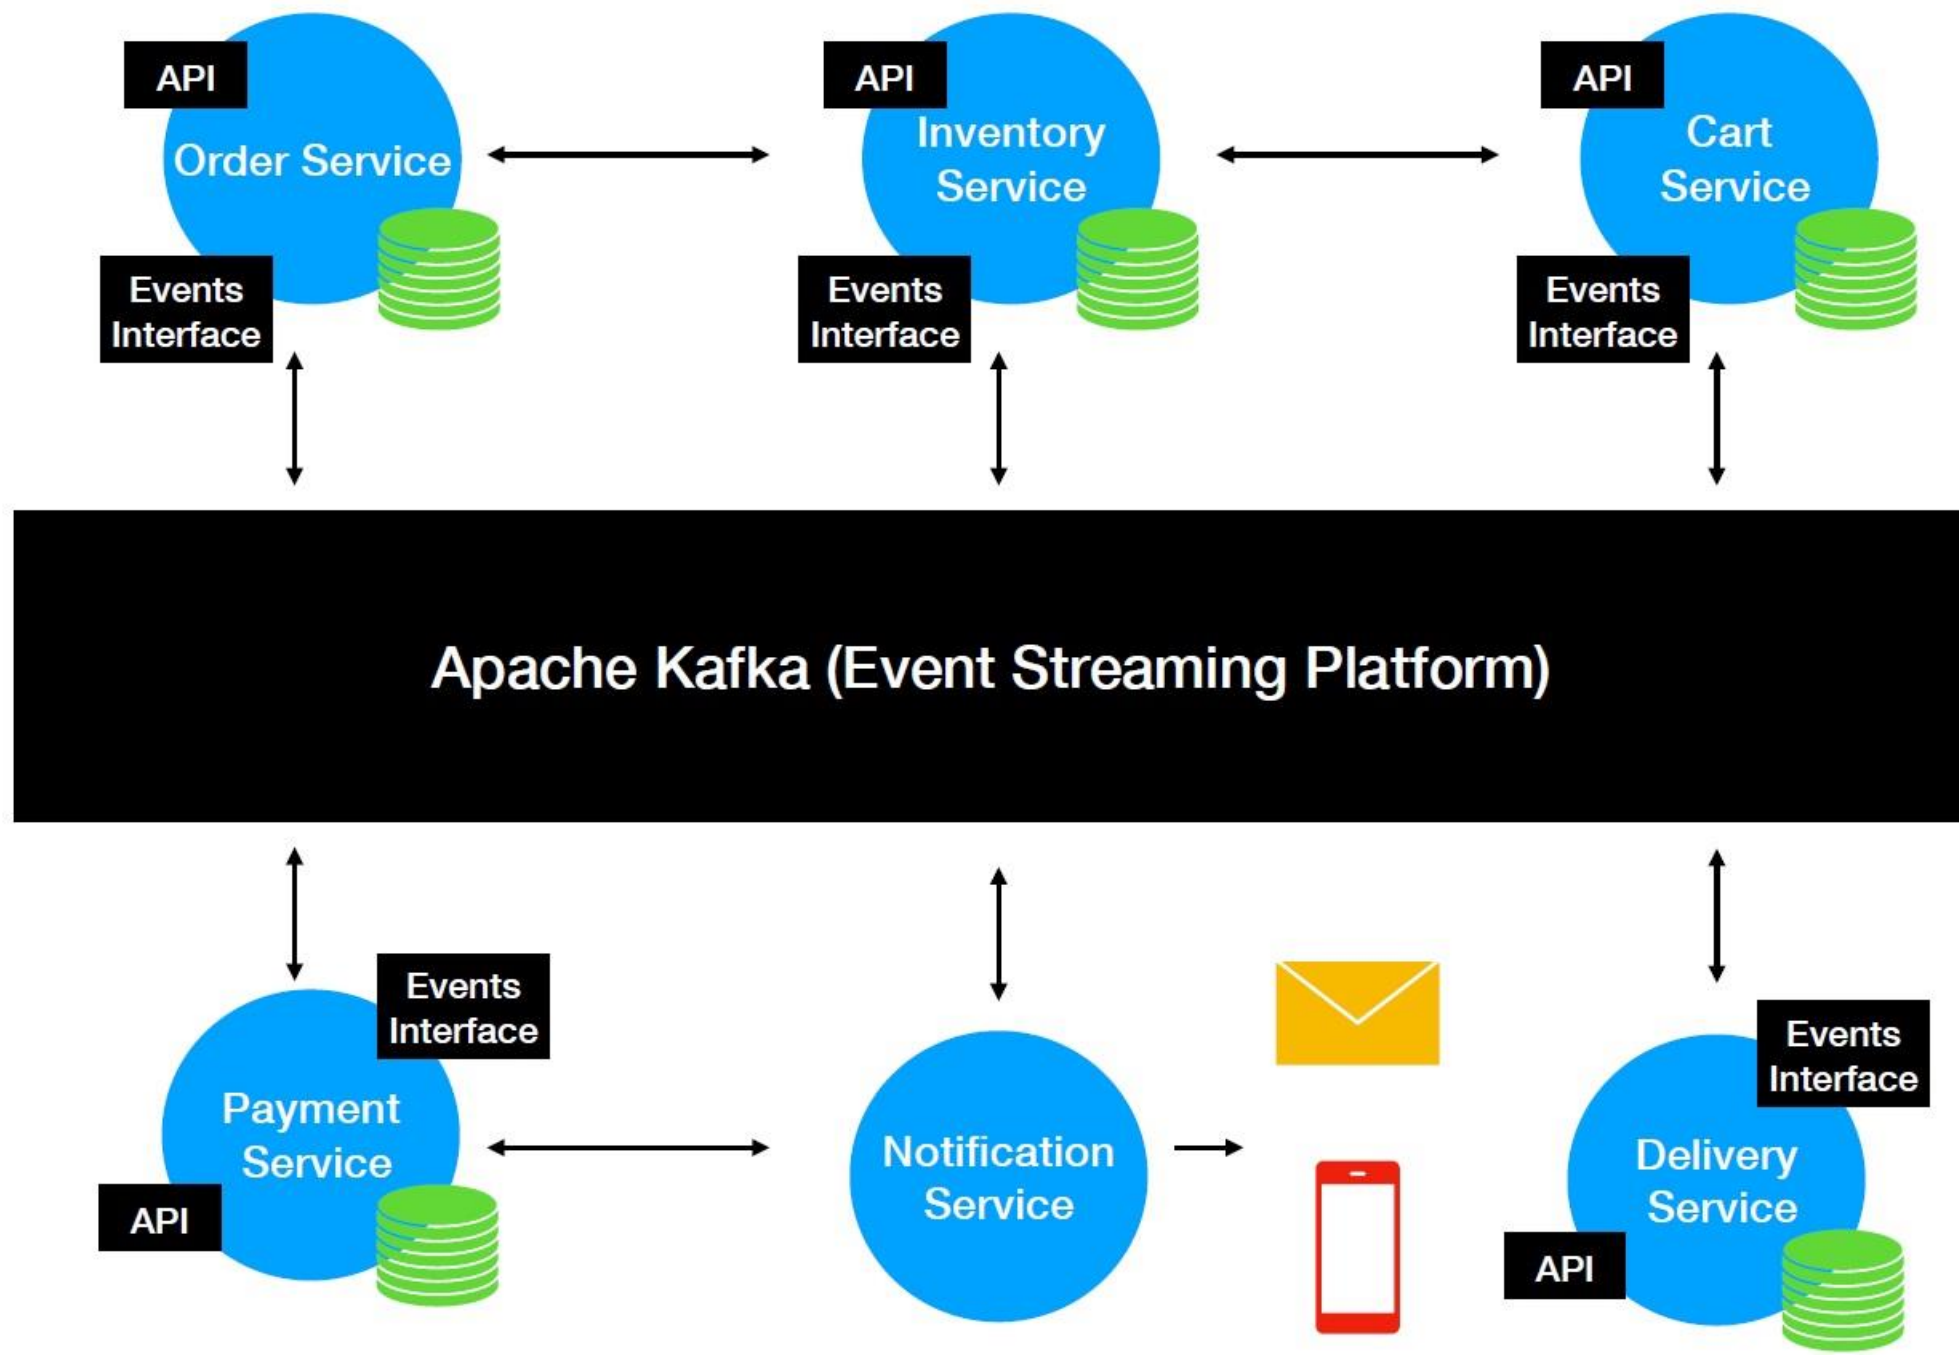 API
Order Service
Events
Interface
API
Inventory
Service
Events
Interface
API
Cart
Service
Events
Interface
Apache Kafka (Event Streaming Platform)
Events
Interface
Payment
Service
API
Notification
Service
Events
Interface
Delivery
Service
API